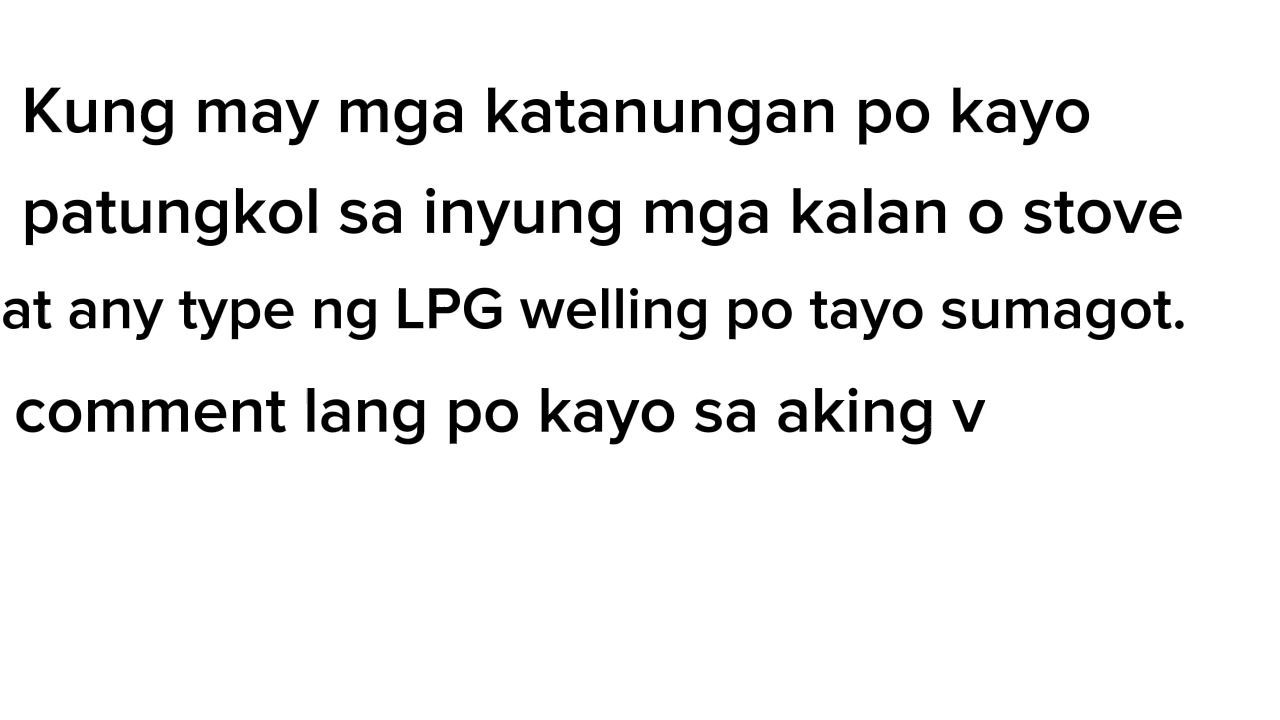 Kung may mga katanungan po kayo
patungkol sa inyung mga kalan o stove
at any type ng LPG welling po tayo sumagot.
comment lang po kayo sa aking v